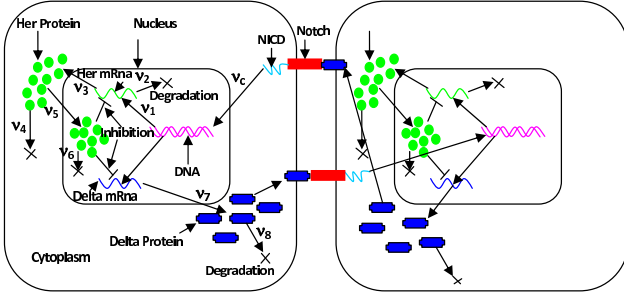 Her Protein
Nucleus
Notch
NICD
Her mRna
ν2
νc
ν3
Degradation
ν1
ν5
ν4
Inhibition
ν6
DNA
Delta mRna
ν7
Delta Protein
ν8
Cytoplasm
Degradation